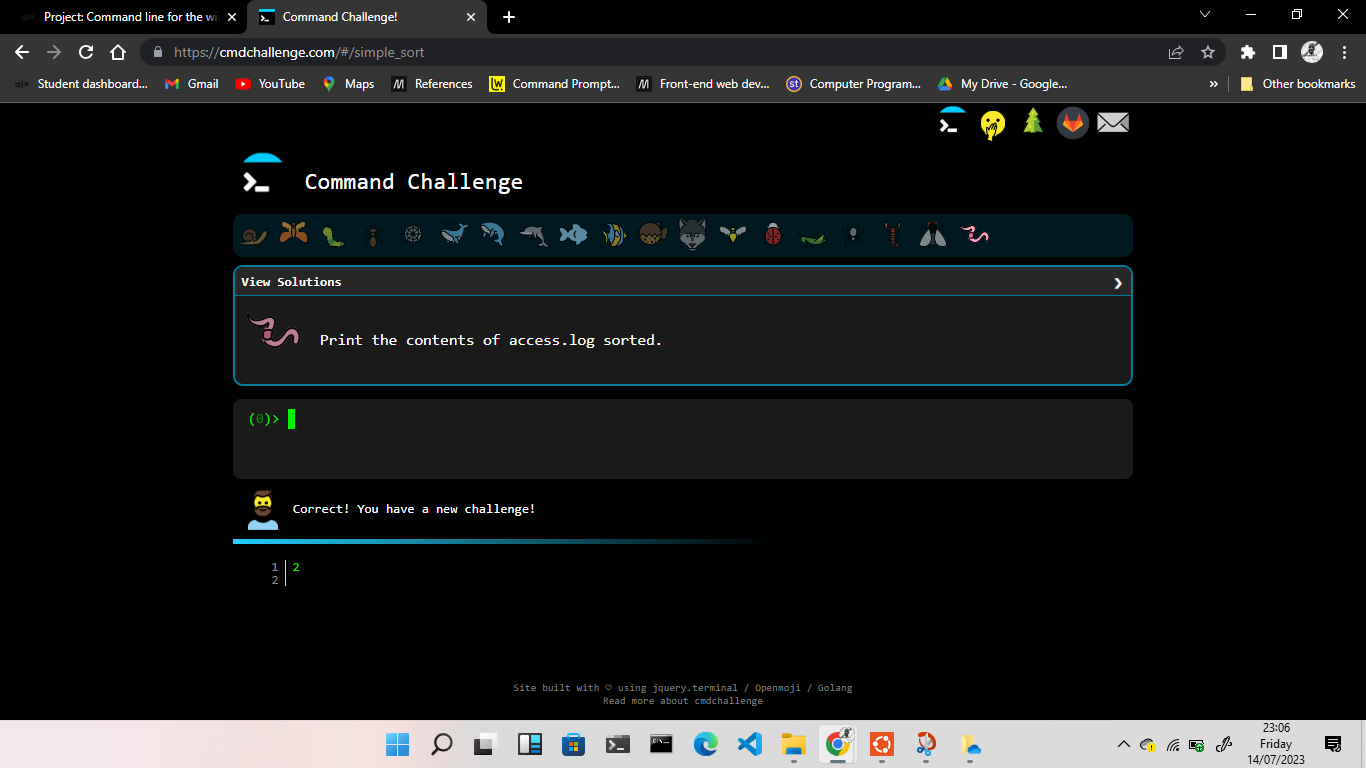 Project: Command line for the wi
Command Challenge!
https://cmdchallenge.com/#/simple_sort
Student dashboard...
Gmail
YouTube
Maps
References
Command Prompt...
Front-end web dev...
Computer Program...
My Drive - Google...
»
Other bookmarks
Command Challenge
View Solutions
Print the contents of access.log sorted.
(0)>
Correct! You have a new challenge!
1 2
2
Site built with ♡ using jquery.terminal / Openmoji / Golang
Read more about cmdchallenge
23:06
Friday
14/07/2023